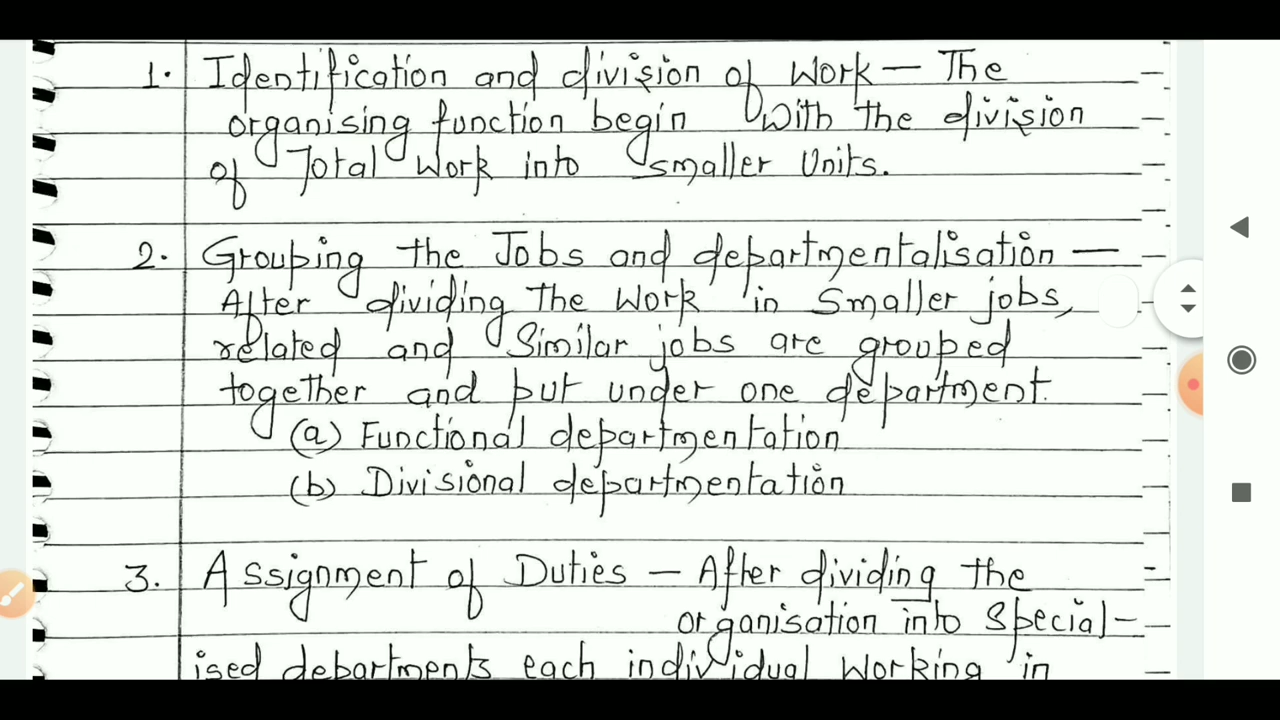 1. Identification and division of Work — The
organising function begin With the division
of Total Work into smaller Units.
2. Grouping the Jobs and departmentalisation —
After dividing the Work in smaller jobs,
related and Similar jobs are grouped
together and put under one department.
(a) Functional departmentation
(b) Divisional departmentation
3. Assignment of Duties — After dividing the
organisation into Special-
ised departments each individual working in